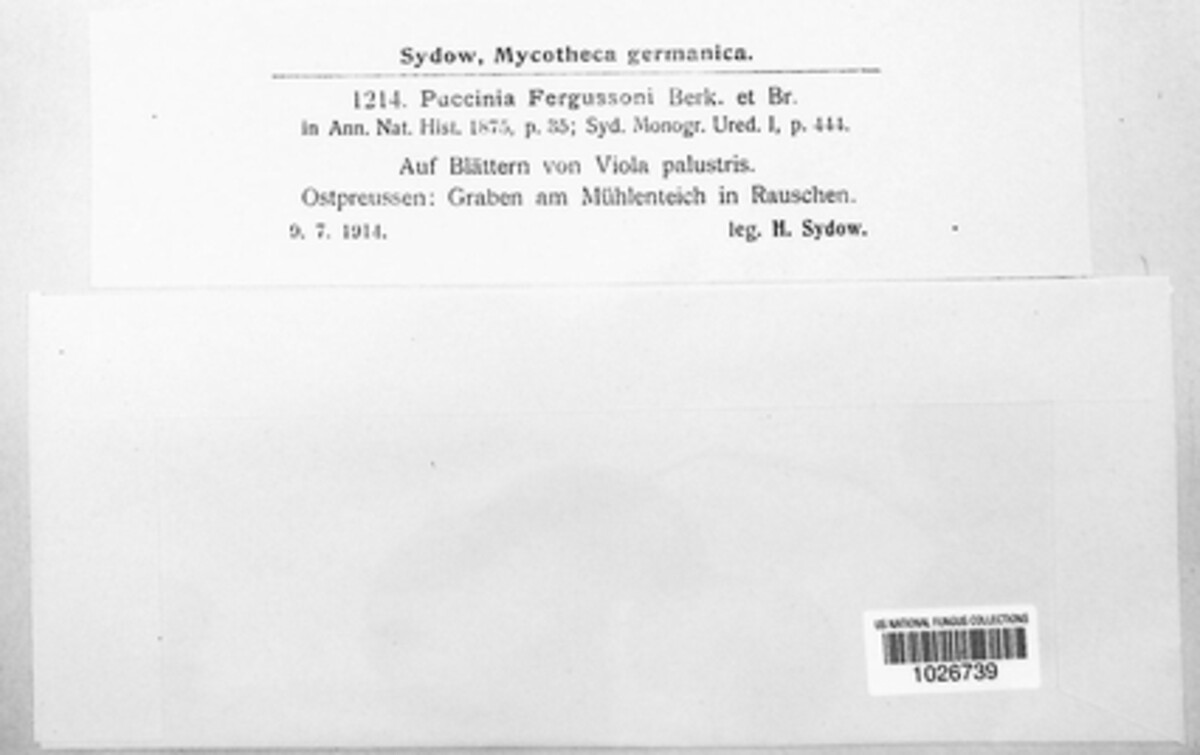 Sydow, Mycotheca germanica.
1214. Puccinia Fergussoni Berk. et Br.
in Ann. Nat. Hist. 1875, p. 35; Syd. Monogr. Ured. I, p. 444.
Auf Blättern von Viola palustris.
Ostpreussen: Graben am Mühlenteich in Rauschen.
9. 7. 1914. leg. H. Sydow.
US NATIONAL FUNGUS COLLECTIONS
1026739